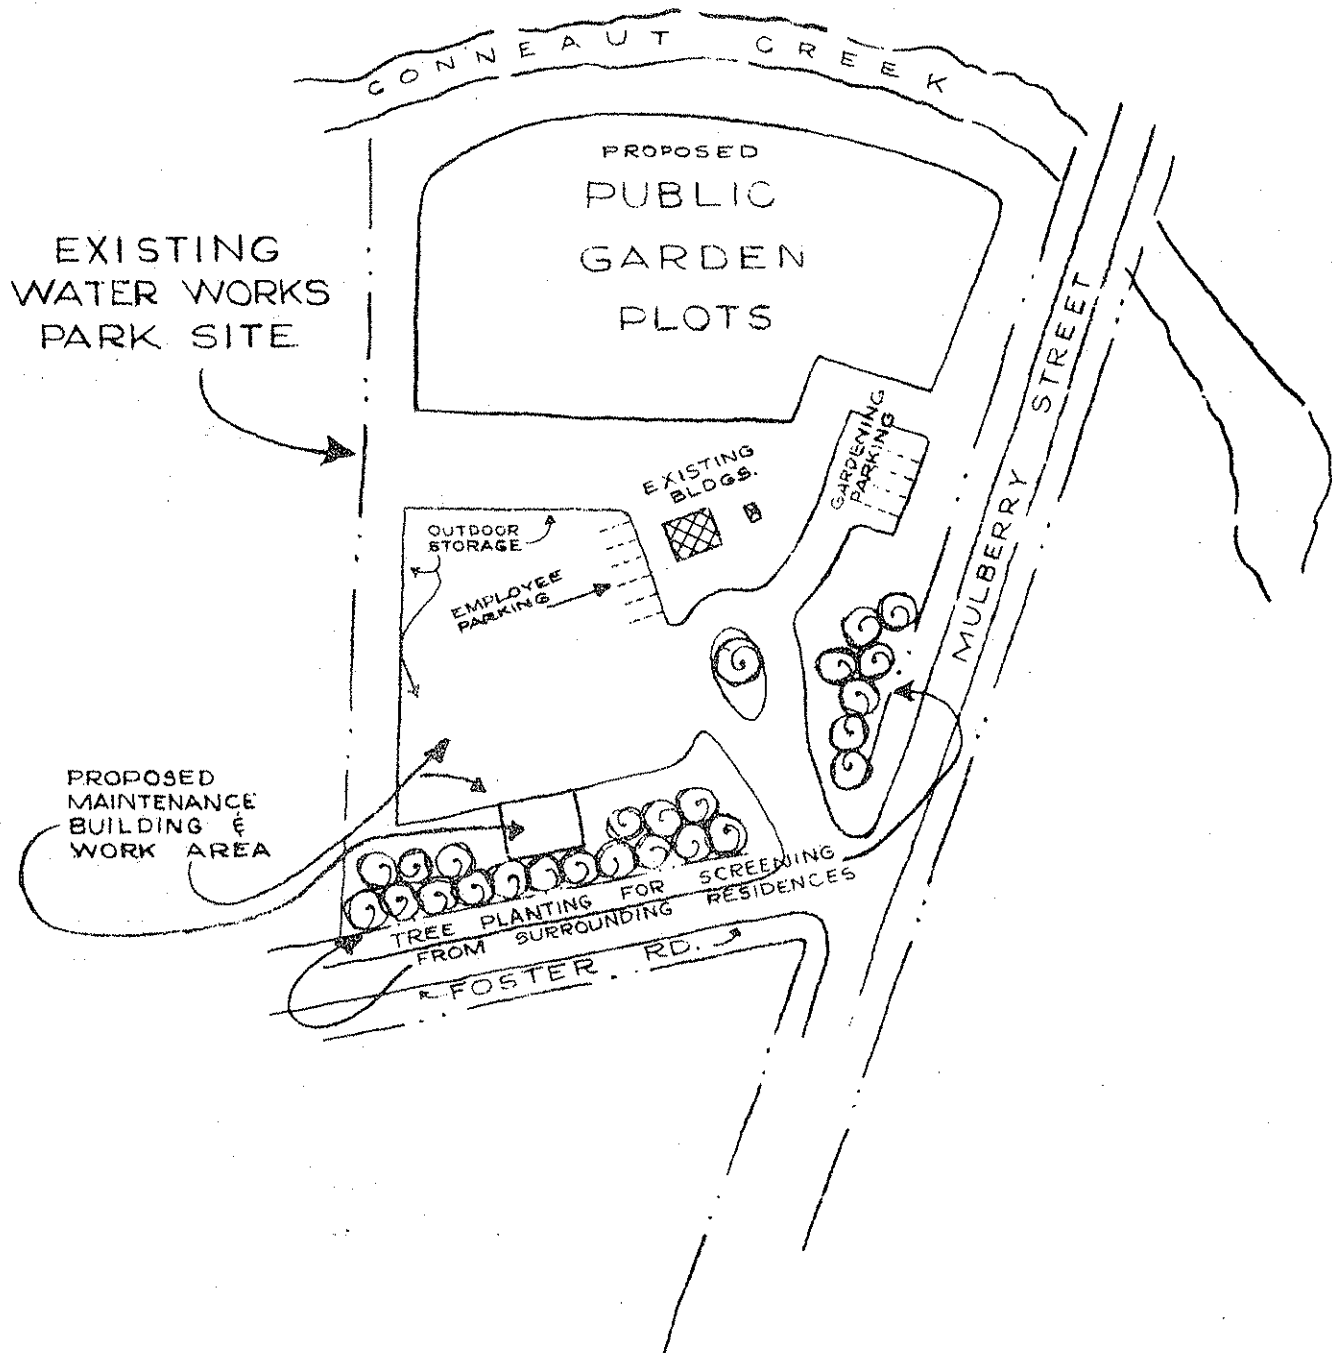 CONNEAUT CREEK
PROPOSED
PUBLIC
GARDEN
PLOTS
EXISTING
WATER WORKS
PARK SITE
MULBERRY STREET
GARDENING
PARKING
EXISTING
BLDGS.
OUTDOOR
STORAGE
EMPLOYEE
PARKING
PROPOSED
MAINTENANCE
BUILDING &
WORK AREA
TREE PLANTING FOR SCREENING
FROM SURROUNDING RESIDENCES
FOSTER RD.